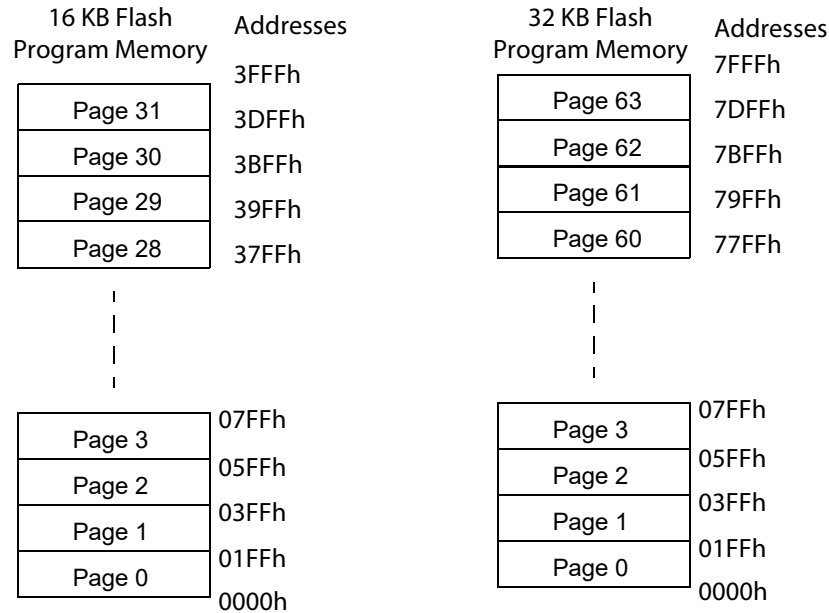 16 KB Flash
Program Memory
Addresses
3FFFh
Page 31
3DFFh
Page 30
3BFFh
Page 29
39FFh
Page 28
37FFh
07FFh
Page 3
05FFh
Page 2
03FFh
Page 1
01FFh
Page 0
0000h
32 KB Flash
Program Memory
Addresses
7FFFh
Page 63
7DFFh
Page 62
7BFFh
Page 61
79FFh
Page 60
77FFh
07FFh
Page 3
05FFh
Page 2
03FFh
Page 1
01FFh
Page 0
0000h